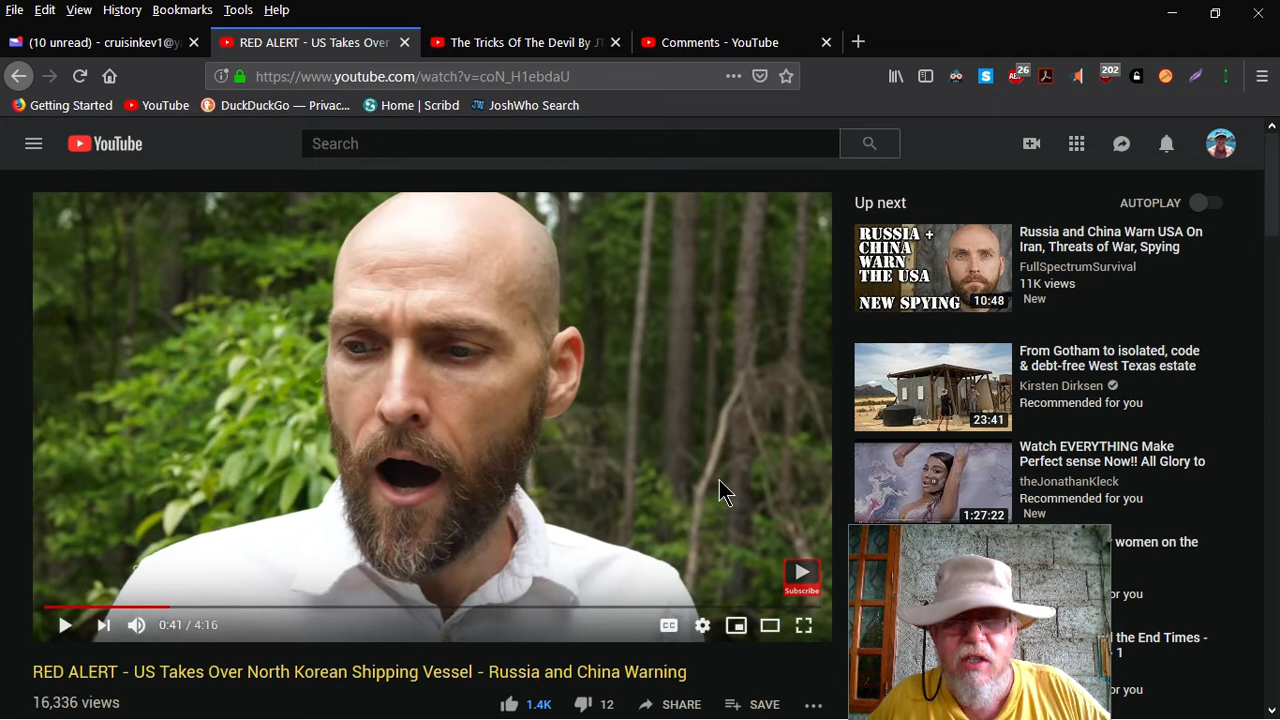 File Edit View History Bookmarks Tools Help
(10 unread) - cruisinkev1@y
RED ALERT - US Takes Over
The Tricks Of The Devil By JT
Comments - YouTube
https://www.youtube.com/watch?v=coN_H1ebdaU
26
202
Getting Started YouTube DuckDuckGo — Privac... Home | Scribd JoshWho Search
YouTube
Search
Up next
AUTOPLAY
RUSSIA +
CHINA
WARN
THE USA
NEW SPYING
10:48
Russia and China Warn USA On
Iran, Threats of War, Spying
FullSpectrumSurvival
11K views
New
23:41
From Gotham to isolated, code
& debt-free West Texas estate
Kirsten Dirksen
Recommended for you
1:27:22
Watch EVERYTHING Make
Perfect sense Now!! All Glory to
theJonathanKleck
Recommended for you
New
women on the
or you
the End Times -
1
or you
Subscribe
0:41 / 4:16
CC
RED ALERT - US Takes Over North Korean Shipping Vessel - Russia and China Warning
16,336 views
1.4K 12 SHARE SAVE